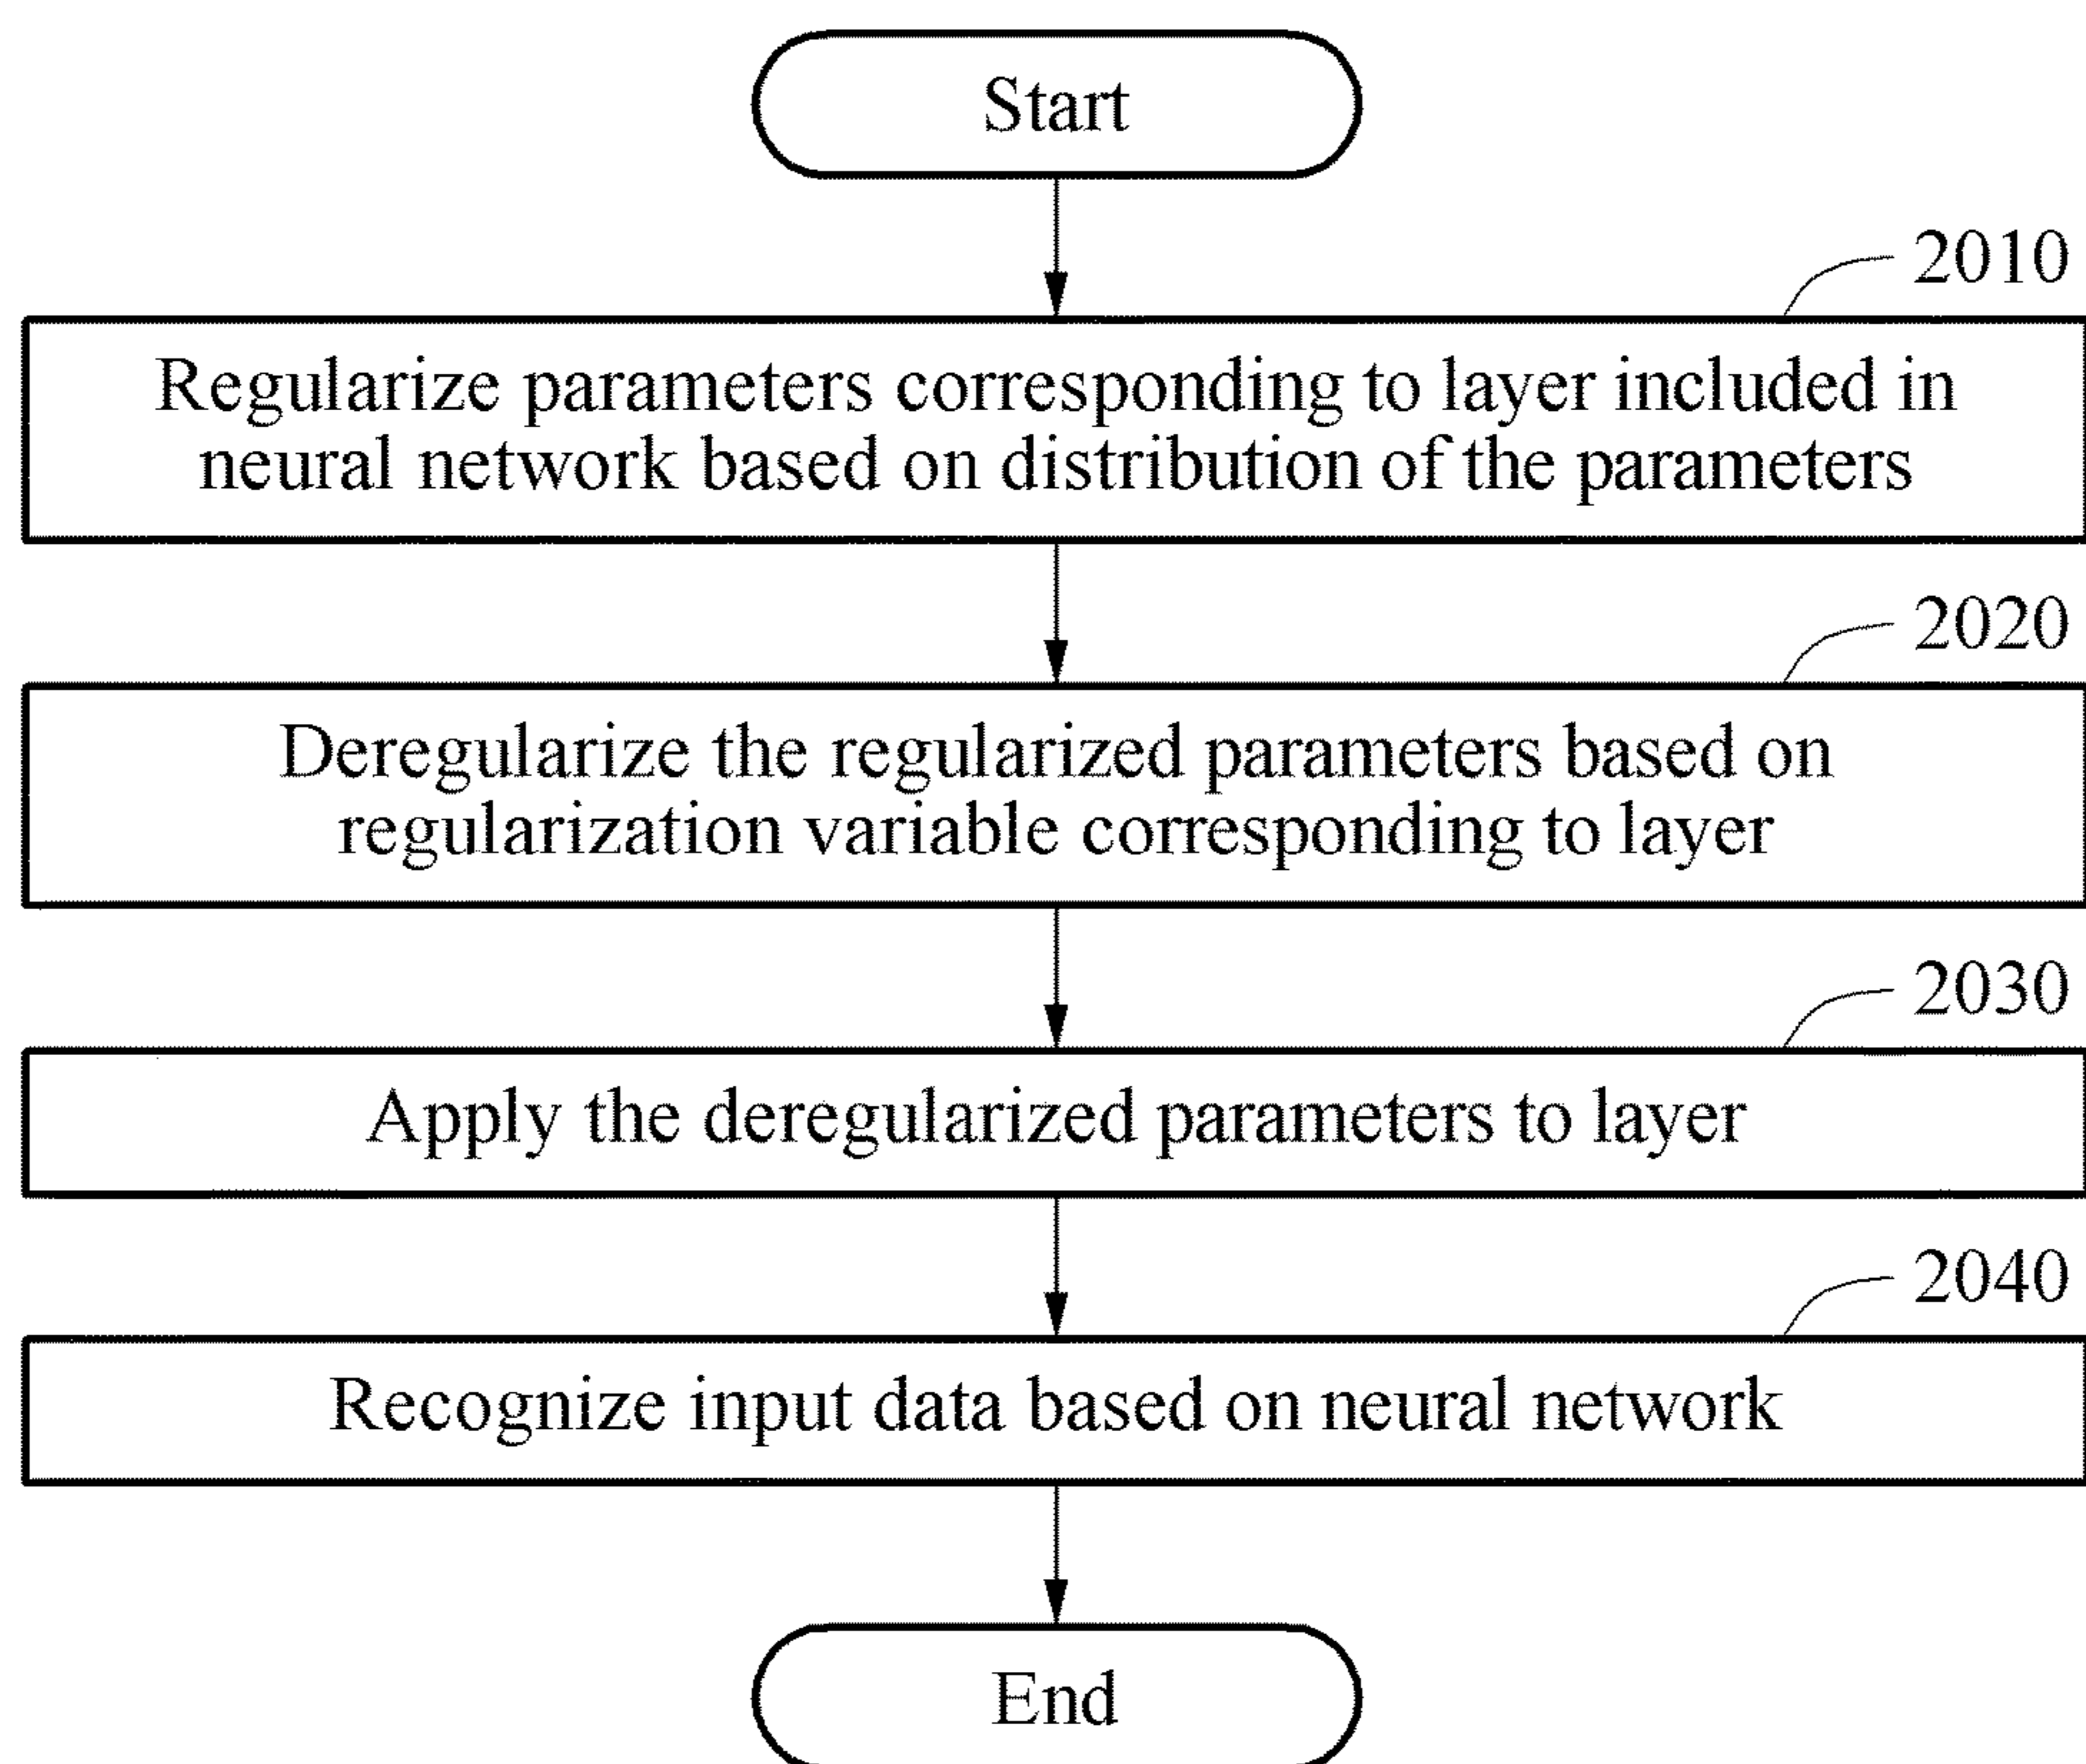 Start
2010
Regularize parameters corresponding to layer included in
neural network based on distribution of the parameters
2020
Deregularize the regularized parameters based on
regularization variable corresponding to layer
2030
Apply the deregularized parameters to layer
2040
Recognize input data based on neural network
End